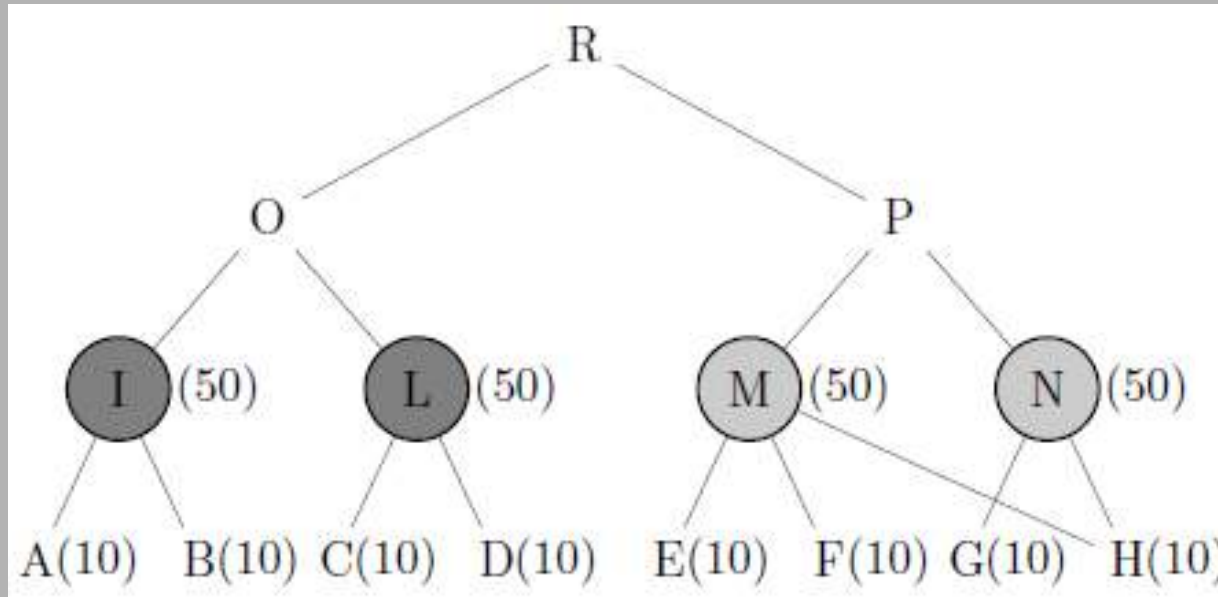 R
O P
I (50) L (50) M (50) N (50)
A(10) B(10) C(10) D(10) E(10) F(10) G(10) H(10)